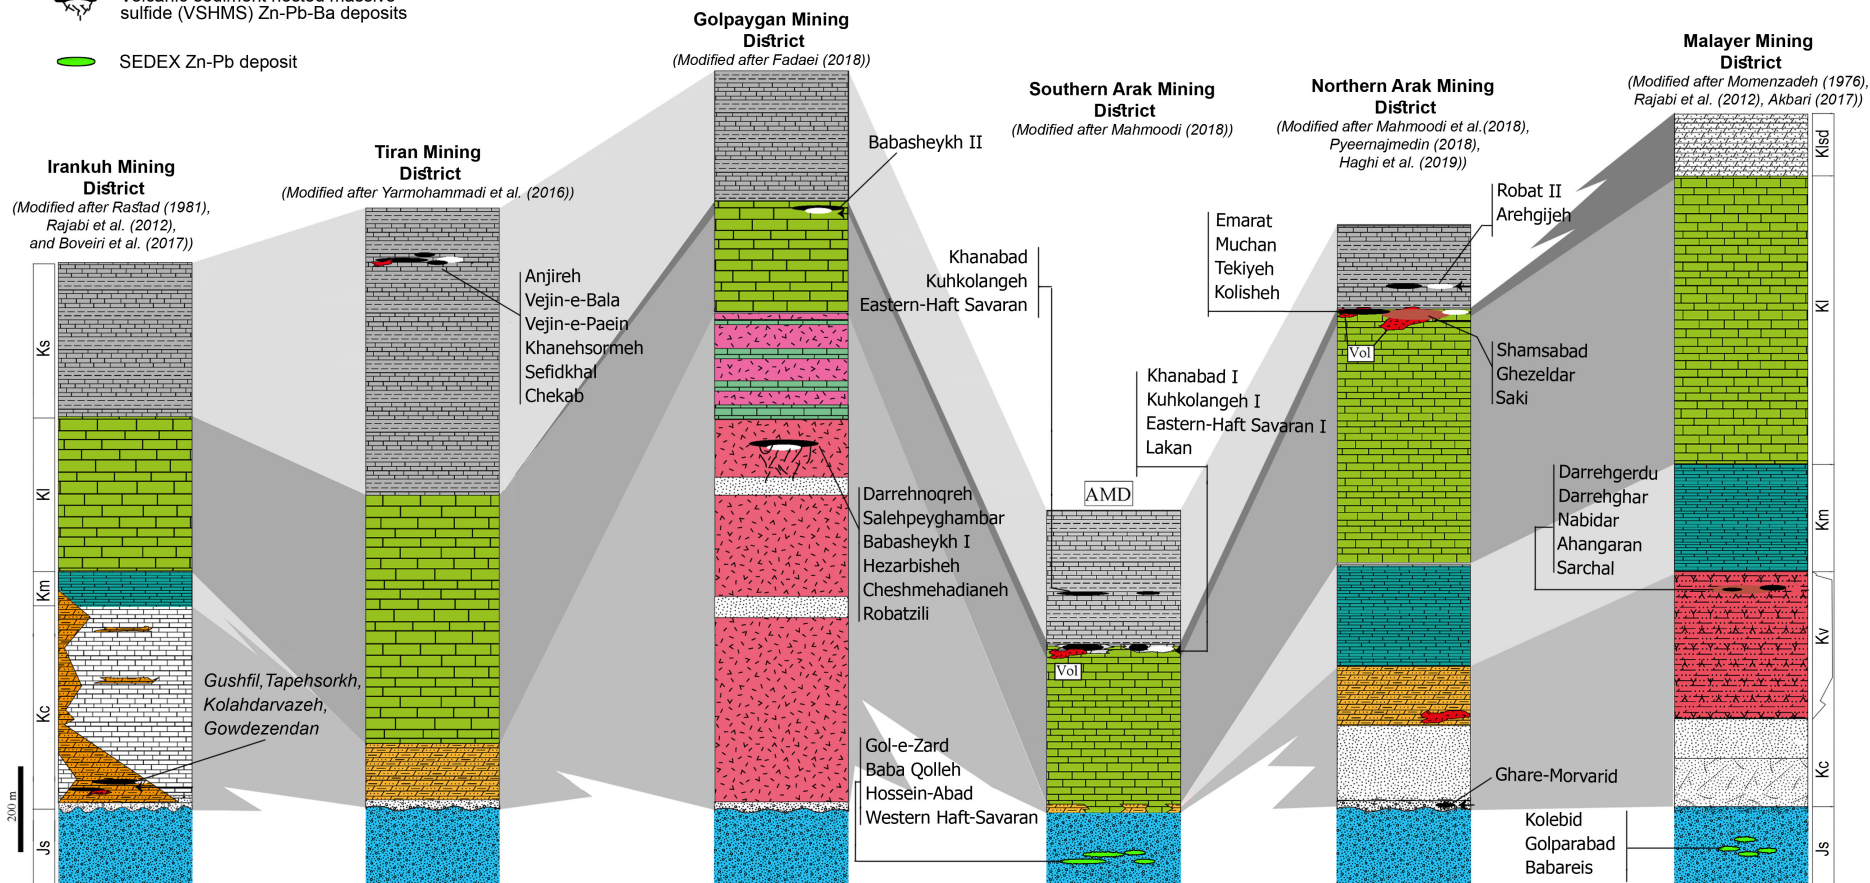 Volcanic-sediment-hosted massive
sulfide (VSHMS) Zn-Pb-Ba deposits
SEDEX Zn-Pb deposit
Irankuh Mining
District
(Modified after Rastad (1981),
Rajabi et al. (2012),
and Boveiri et al. (2017))
Tiran Mining
District
(Modified after Yarmohammadi et al. (2016))
Golpaygan Mining
District
(Modified after Fadaei (2018))
Southern Arak Mining
District
(Modified after Mahmoodi (2018))
Northern Arak Mining
District
(Modified after Mahmoodi et al.(2018),
Pyeernajmedin (2018),
Haghi et al. (2019))
Malayer Mining
District
(Modified after Momenzadeh (1976),
Rajabi et al. (2012), Akbari (2017))
Ks
Kl
Km
Kc
Js
200 m
Gushfil,Tapehsorkh,
Kolahdarvazeh,
Gowdezendan
Anjireh
Vejin-e-Bala
Vejin-e-Paein
Khanehsormeh
Sefidkhal
Chekab
Babasheykh II
Darrehnoqreh
Salehpeyghambar
Babasheykh I
Hezarbisheh
Cheshmehadianeh
Robatzili
Gol-e-Zard
Baba Qolleh
Hossein-Abad
Western Haft-Savaran
Khanabad
Kuhkolangeh
Eastern-Haft Savaran
Khanabad I
Kuhkolangeh I
Eastern-Haft Savaran I
Lakan
AMD
Vol
Emarat
Muchan
Tekiyeh
Kolisheh
Robat II
Arehgijeh
Vol
Shamsabad
Ghezeldar
Saki
Darrehgerdu
Darrehghar
Nabidar
Ahangaran
Sarchal
Ghare-Morvarid
Kolebid
Golparabad
Babareis
Klsd
Kl
Km
Kv
Kc
Js